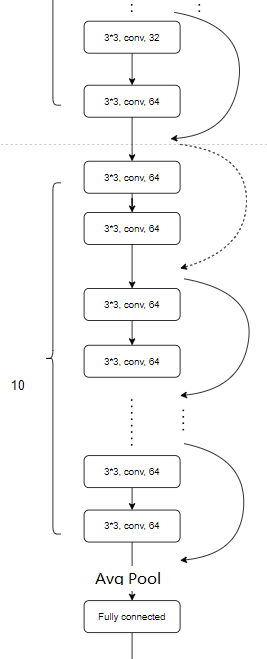 3*3, conv, 32
3*3, conv, 64
3*3, conv, 64
3*3, conv, 64
3*3, conv, 64
3*3, conv, 64
10
3*3, conv, 64
3*3, conv, 64
Avg Pool
Fully connected